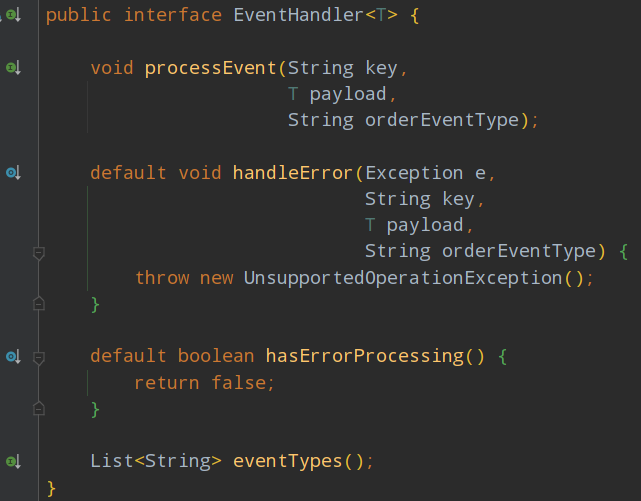 public interface EventHandler<T> {
void processEvent(String key,
T payload,
String orderEventType);
default void handleError(Exception e,
String key,
T payload,
String orderEventType) {
throw new UnsupportedOperationException();
}
default boolean hasErrorProcessing() {
return false;
}
List<String> eventTypes();
}